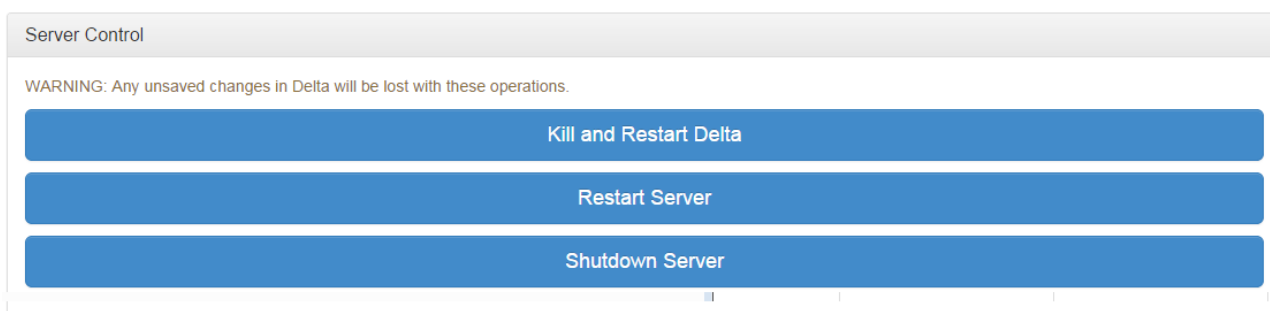 Server Control
WARNING: Any unsaved changes in Delta will be lost with these operations.
Kill and Restart Delta
Restart Server
Shutdown Server